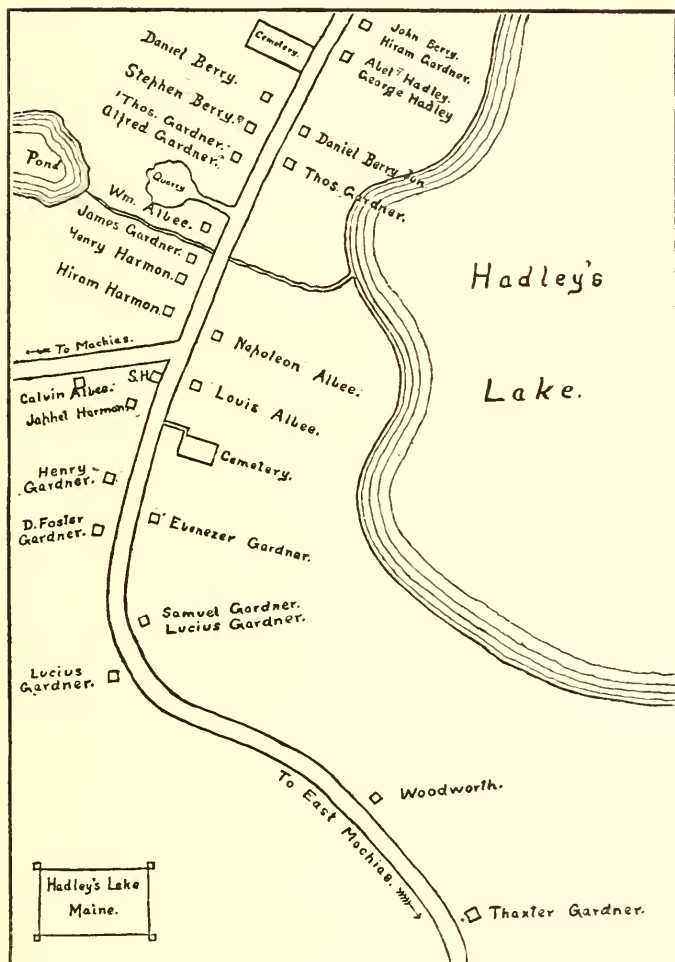 Cemetery.
John Berry.
Hiram Gardner.
Daniel Berry.
Abel Hadley.
George Hadley
Stephen Berry.
Thos. Gardner.
Alfred Gardner.
Daniel Berry Jun.
Pond
Quarry
Thos. Gardner.
Wm. Albee.
James Gardner.
Henry Harmon.
Hiram Harmon.
Hadley's
Lake.
To Machias.
Napoleon Albee.
S.H.
Calvin Albee.
Japhet Harmon.
Louis Albee.
Cemetery.
Henry
Gardner.
D. Foster
Gardner.
Ebenezer Gardner.
Samuel Gardner.
Lucius Gardner.
Lucius
Gardner.
To East Machias.
Woodworth.
Thaxter Gardner.
Hadley's Lake
Maine.